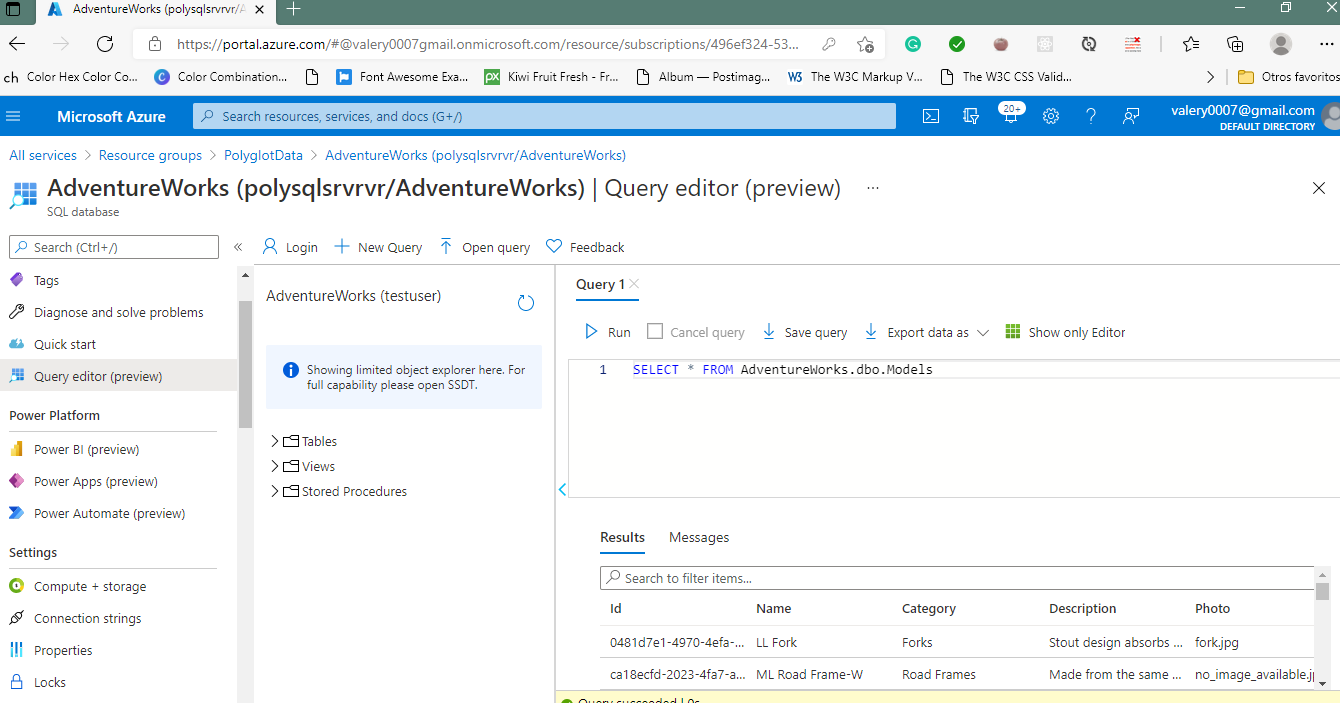 AdventureWorks (polysqlsrvrvr/A
https://portal.azure.com/#@valery0007gmail.onmicrosoft.com/resource/subscriptions/496ef324-53...
ch Color Hex Color Co... Color Combination... Font Awesome Exa... Kiwi Fruit Fresh - Fr... Album — Postimag... W3 The W3C Markup V... The W3C CSS Valid... Otros favoritos
Microsoft Azure
Search resources, services, and docs (G+/)
20+
valery0007@gmail.com
DEFAULT DIRECTORY
All services > Resource groups > PolyglotData > AdventureWorks (polysqlsrvrvr/AdventureWorks)
AdventureWorks (polysqlsrvrvr/AdventureWorks) | Query editor (preview) ...
SQL database
Search (Ctrl+/)
«
Login New Query Open query Feedback
Tags
Diagnose and solve problems
Quick start
Query editor (preview)
Power Platform
Power BI (preview)
Power Apps (preview)
Power Automate (preview)
Settings
Compute + storage
Connection strings
Properties
Locks
AdventureWorks (testuser)
Showing limited object explorer here. For
full capability please open SSDT.
Tables
Views
Stored Procedures
Query 1
Run Cancel query Save query Export data as Show only Editor
1 SELECT * FROM AdventureWorks.dbo.Models
Results Messages
Search to filter items...
Id Name Category Description Photo
0481d7e1-4970-4efa-... LL Fork Forks Stout design absorbs ... fork.jpg
ca18ecfd-2023-4fa7-a... ML Road Frame-W Road Frames Made from the same ... no_image_available.j
Query succeeded | 0s